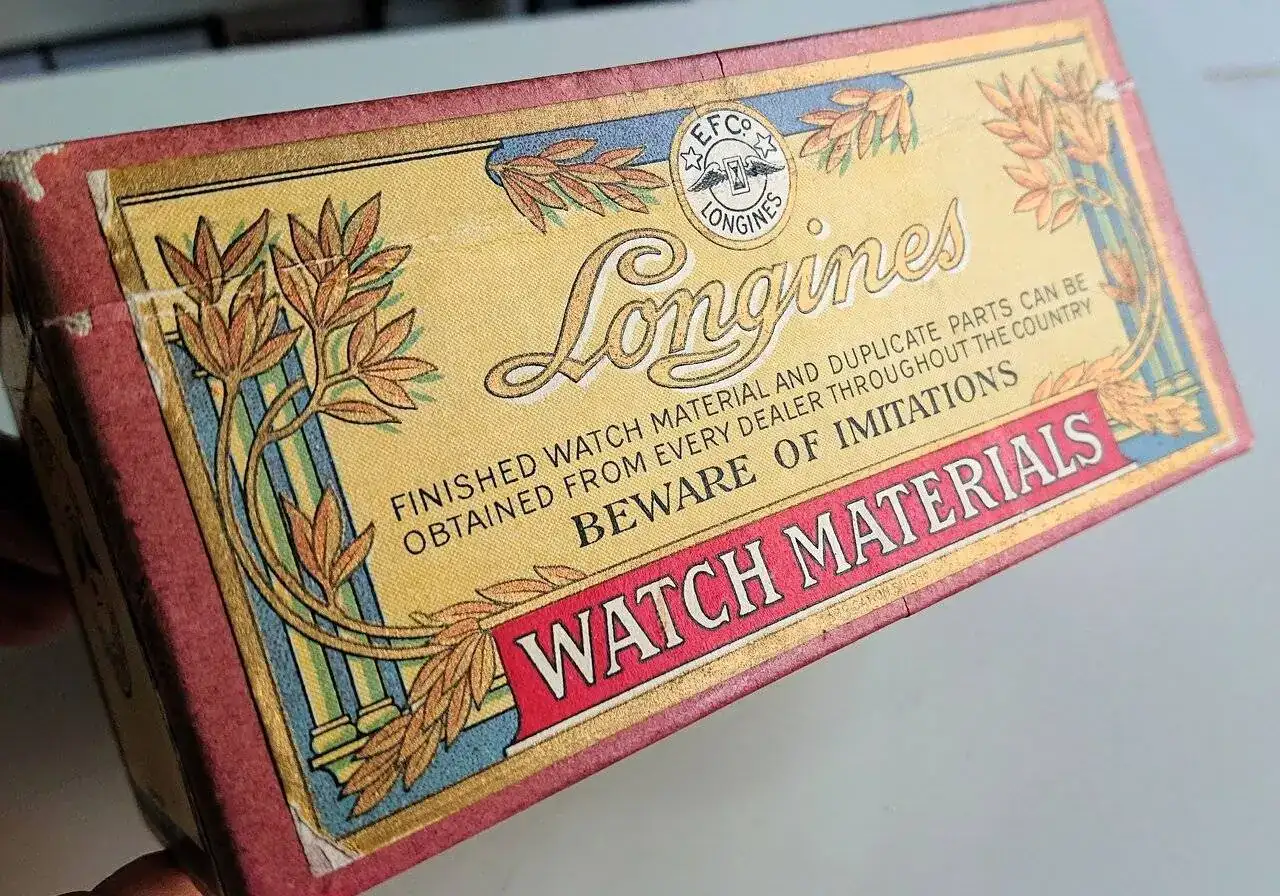 EFCo
LONGINES
Longines
FINISHED WATCH MATERIAL AND DUPLICATE PARTS CAN BE
OBTAINED FROM EVERY DEALER THROUGHOUT THE COUNTRY
BEWARE OF IMITATIONS
WATCH MATERIALS